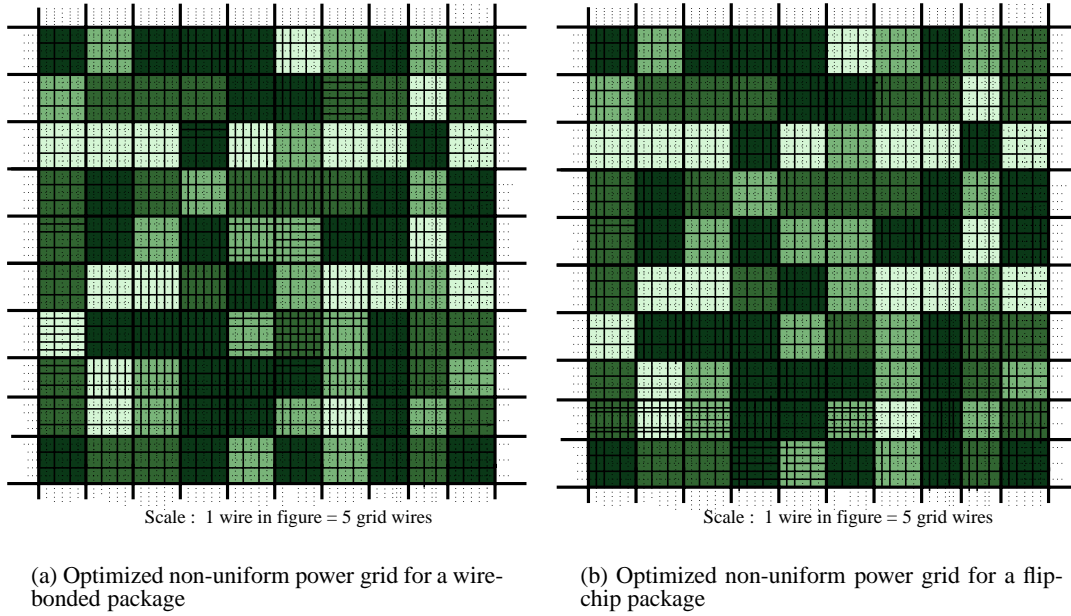 Scale : 1 wire in figure = 5 grid wires
Scale : 1 wire in figure = 5 grid wires
(a) Optimized non-uniform power grid for a wire-
bonded package
(b) Optimized non-uniform power grid for a flip-
chip package